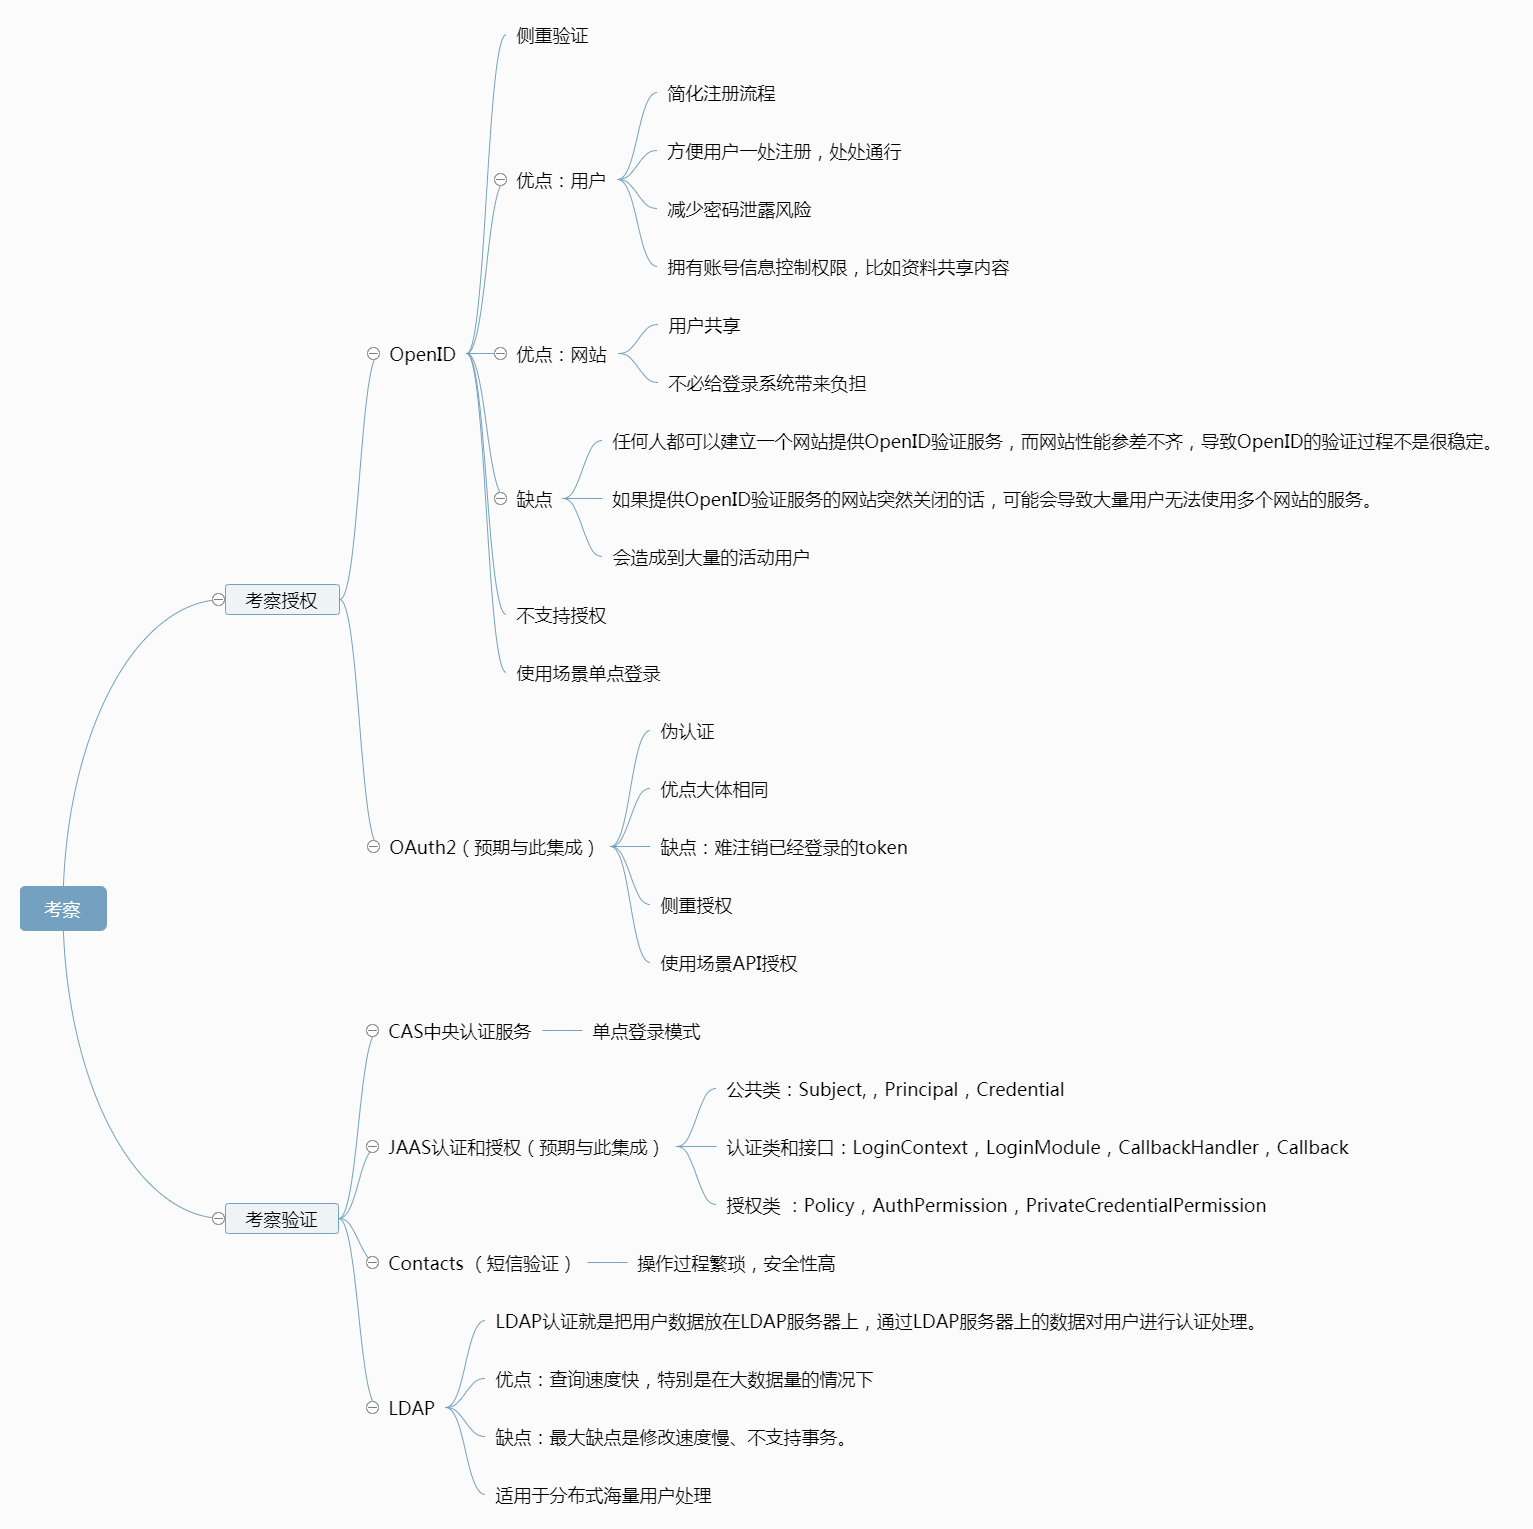 侧重验证
简化注册流程
方便用户一处注册，处处通行
优点：用户
减少密码泄露风险
拥有账号信息控制权限，比如资料共享内容
用户共享
OpenID
优点：网站
不必给登录系统带来负担
任何人都可以建立一个网站提供OpenID验证服务，而网站性能参差不齐，导致OpenID的验证过程不是很稳定。
缺点
如果提供OpenID验证服务的网站突然关闭的话，可能会导致大量用户无法使用多个网站的服务。
会造成到大量的活动用户
考察授权
不支持授权
使用场景单点登录
伪认证
优点大体相同
OAuth2（预期与此集成）
缺点：难注销已经登录的token
侧重授权
考察
使用场景API授权
CAS中央认证服务
单点登录模式
公共类：Subject,，Principal，Credential
JAAS认证和授权（预期与此集成）
认证类和接口：LoginContext，LoginModule，CallbackHandler，Callback
授权类 ：Policy，AuthPermission，PrivateCredentialPermission
考察验证
Contacts （短信验证）
操作过程繁琐，安全性高
LDAP认证就是把用户数据放在LDAP服务器上，通过LDAP服务器上的数据对用户进行认证处理。
优点：查询速度快，特别是在大数据量的情况下
LDAP
缺点：最大缺点是修改速度慢、不支持事务。
适用于分布式海量用户处理